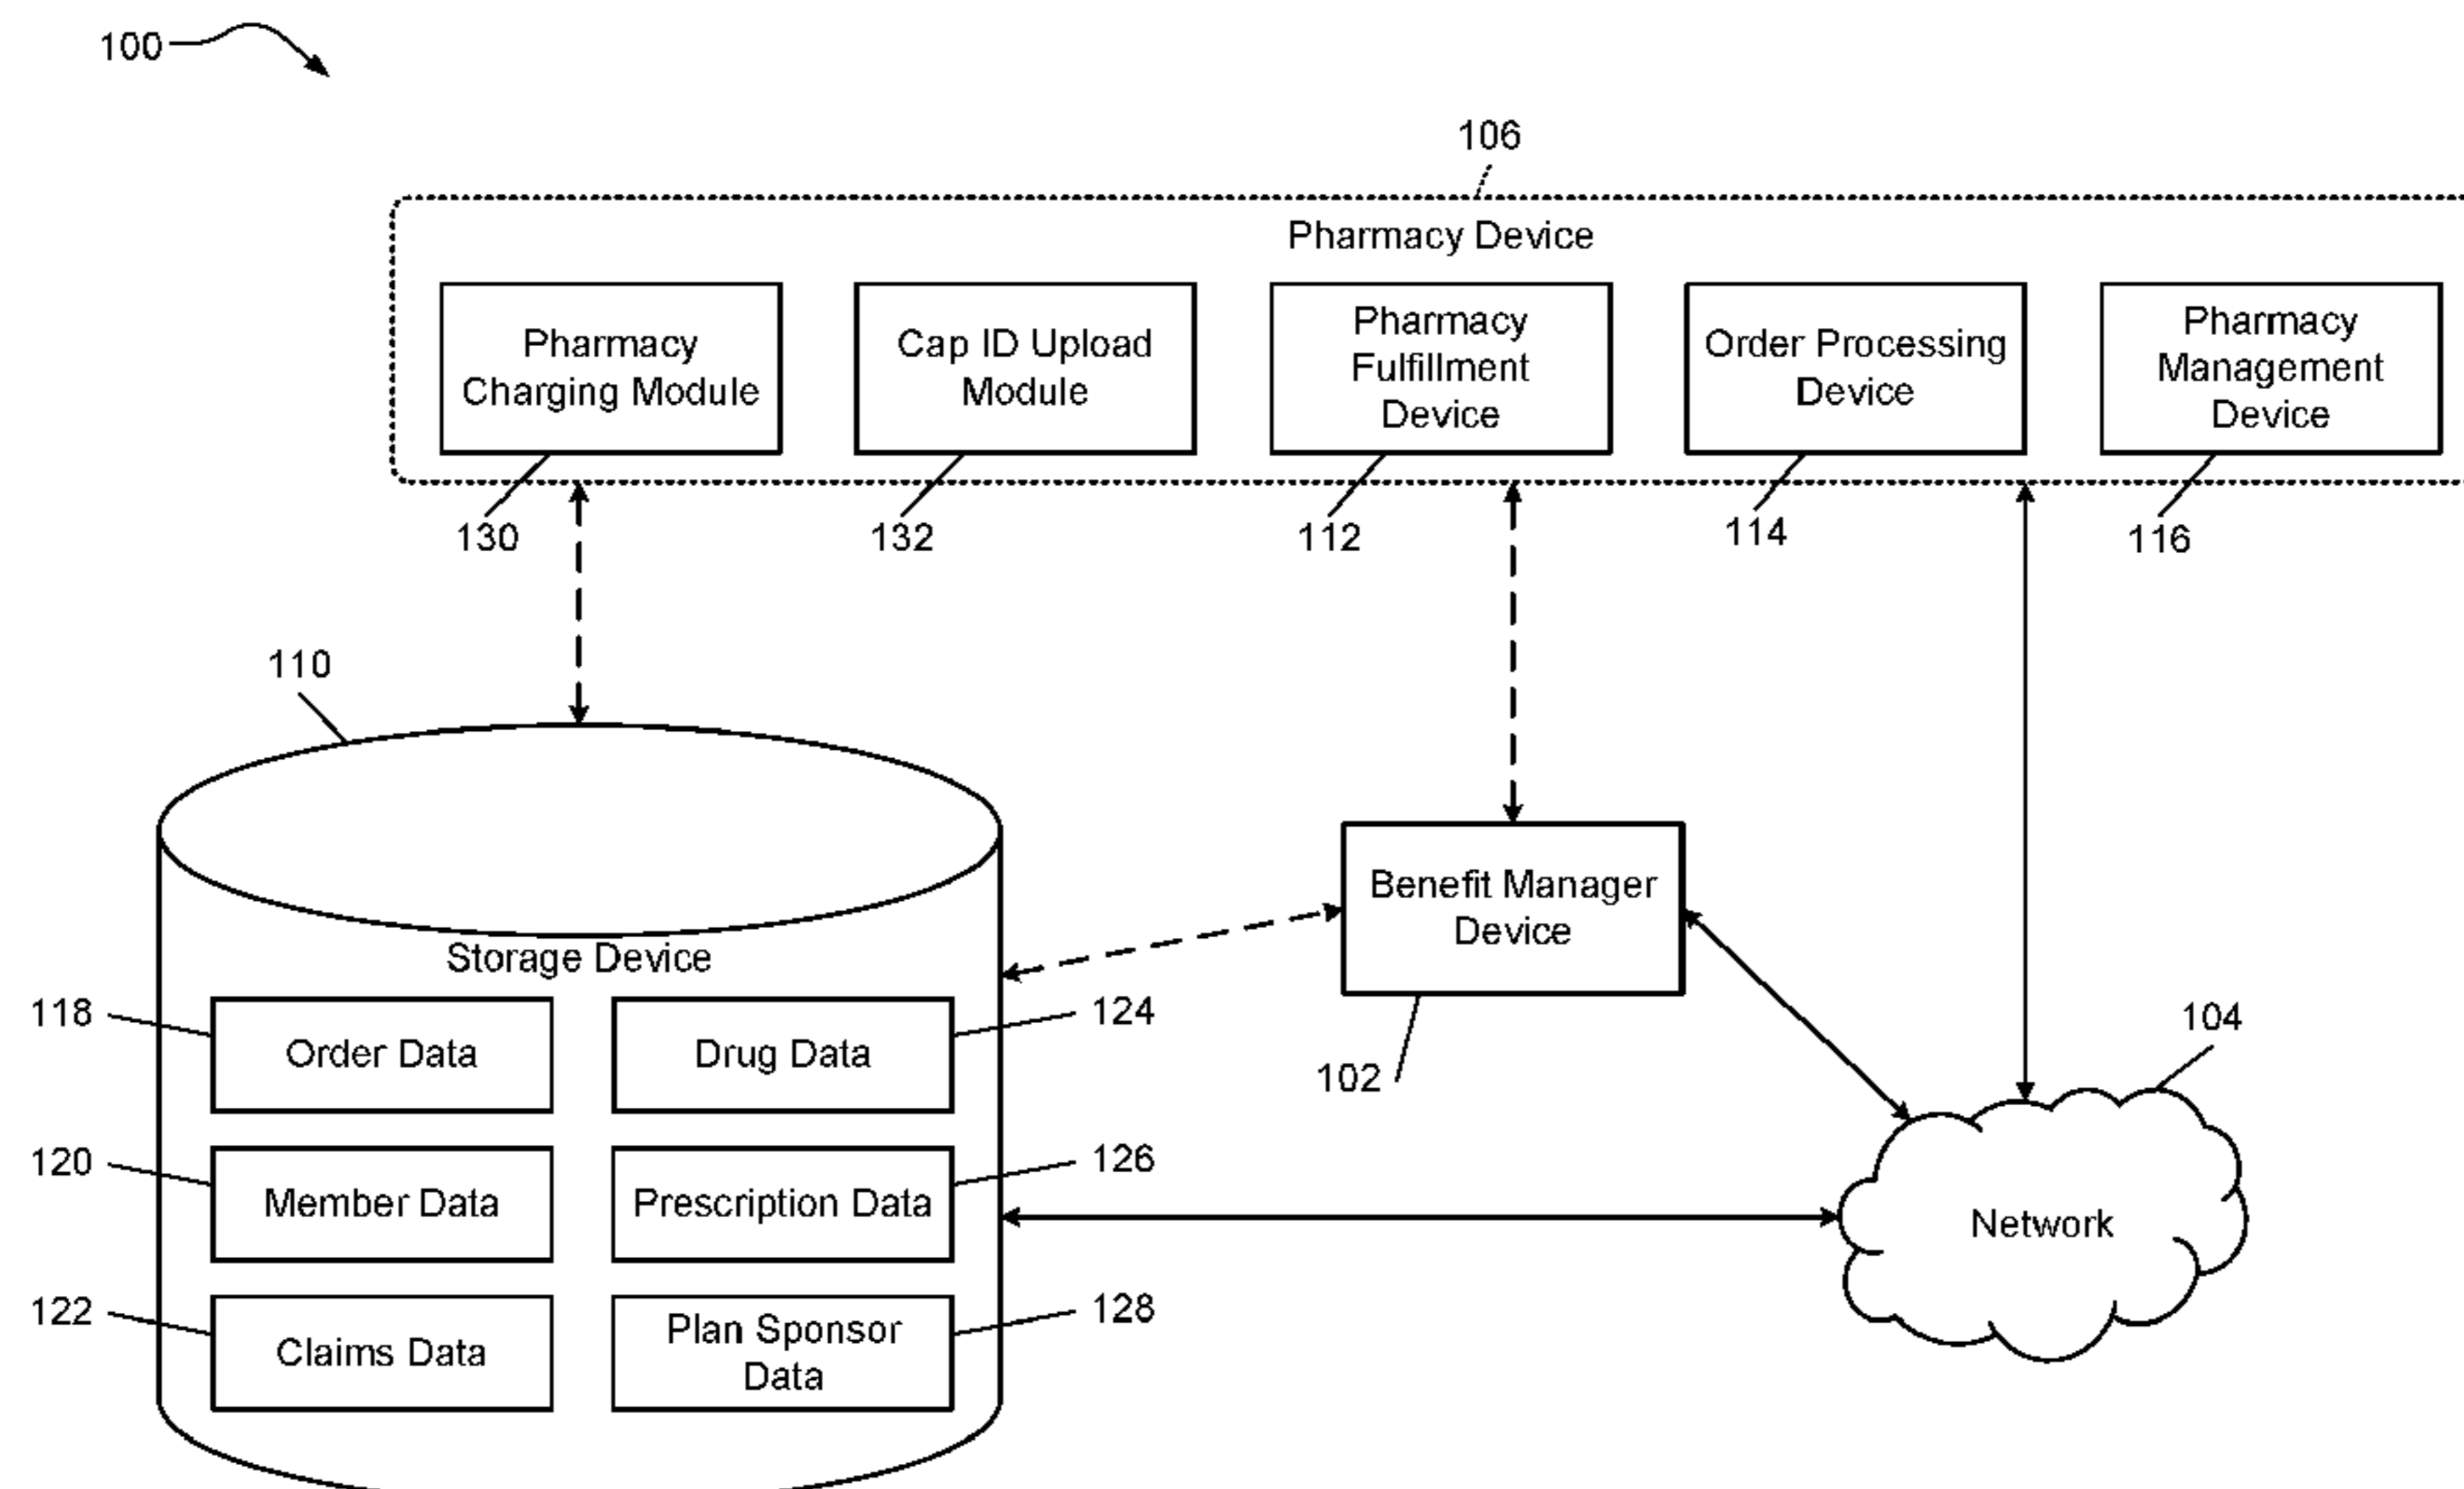 100
106
Pharmacy Device
Pharmacy
Charging Module
Cap ID Upload
Module
Pharmacy
Fulfillment
Device
Order Processing
Device
Pharmacy
Management
Device
130
132
112
114
116
110
Storage Device
Benefit Manager
Device
102
104
Network
118
Order Data
Drug Data
124
120
Member Data
Prescription Data
126
122
Claims Data
Plan Sponsor
Data
128